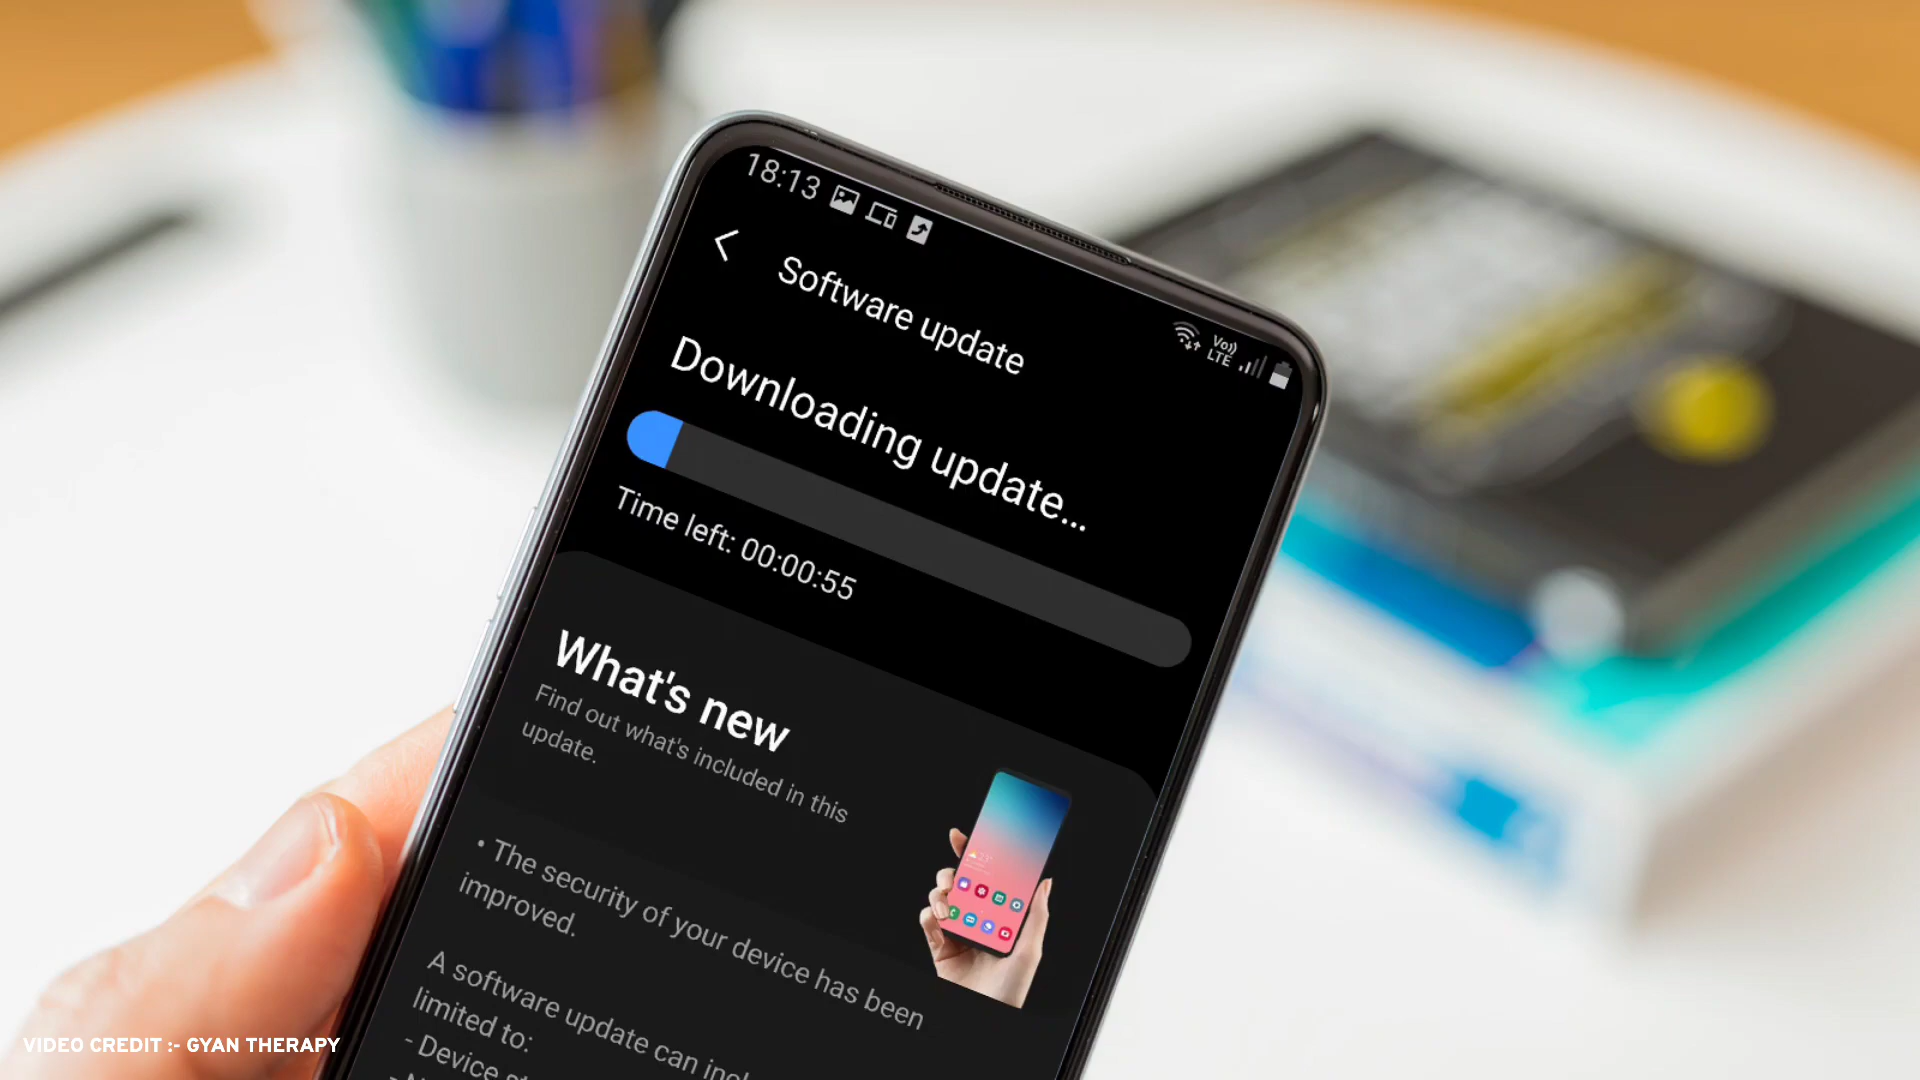 18:13
Vo)) LTE
Software update
Downloading update...
Time left: 00:00:55
What's new
Find out what's included in this
update.
• The security of your device has been
improved.
A software update can
limited to:
- Device
VIDEO CREDIT :- GYAN THERAPY